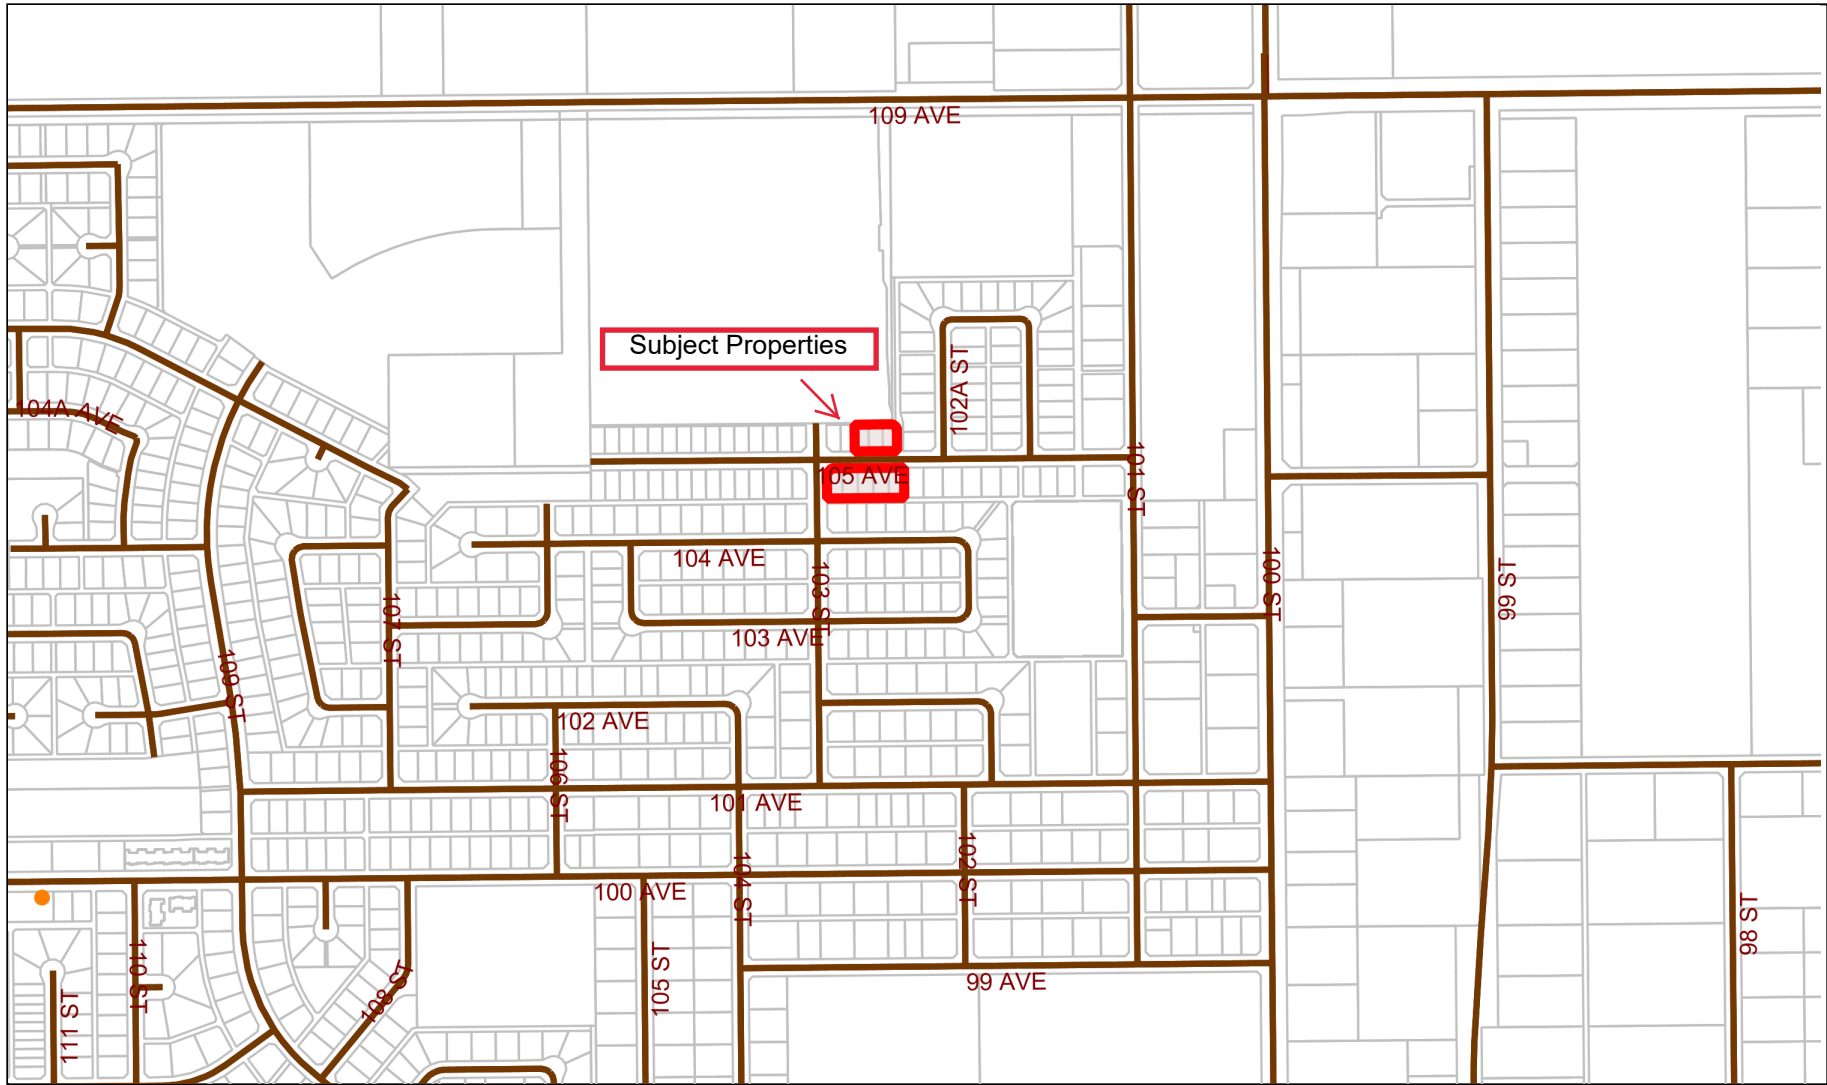 109 AVE
Subject Properties
102A ST
104A AVE
105 AVE
101 ST
104 AVE
103 ST
100 ST
99 ST
107 ST
103 AVE
109 ST
102 AVE
106 ST
101 AVE
104 ST
102 ST
100 AVE
98 ST
110 ST
108 ST
105 ST
99 AVE
111 ST